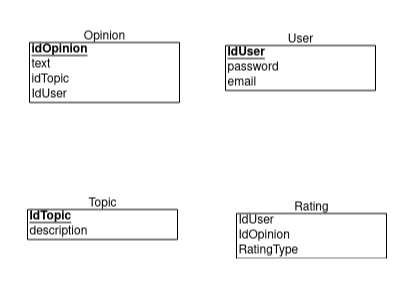 Opinion
IdOpinion
text
idTopic
IdUser
User
IdUser
password
email
Topic
IdTopic
description
Rating
IdUser
IdOpinion
RatingType